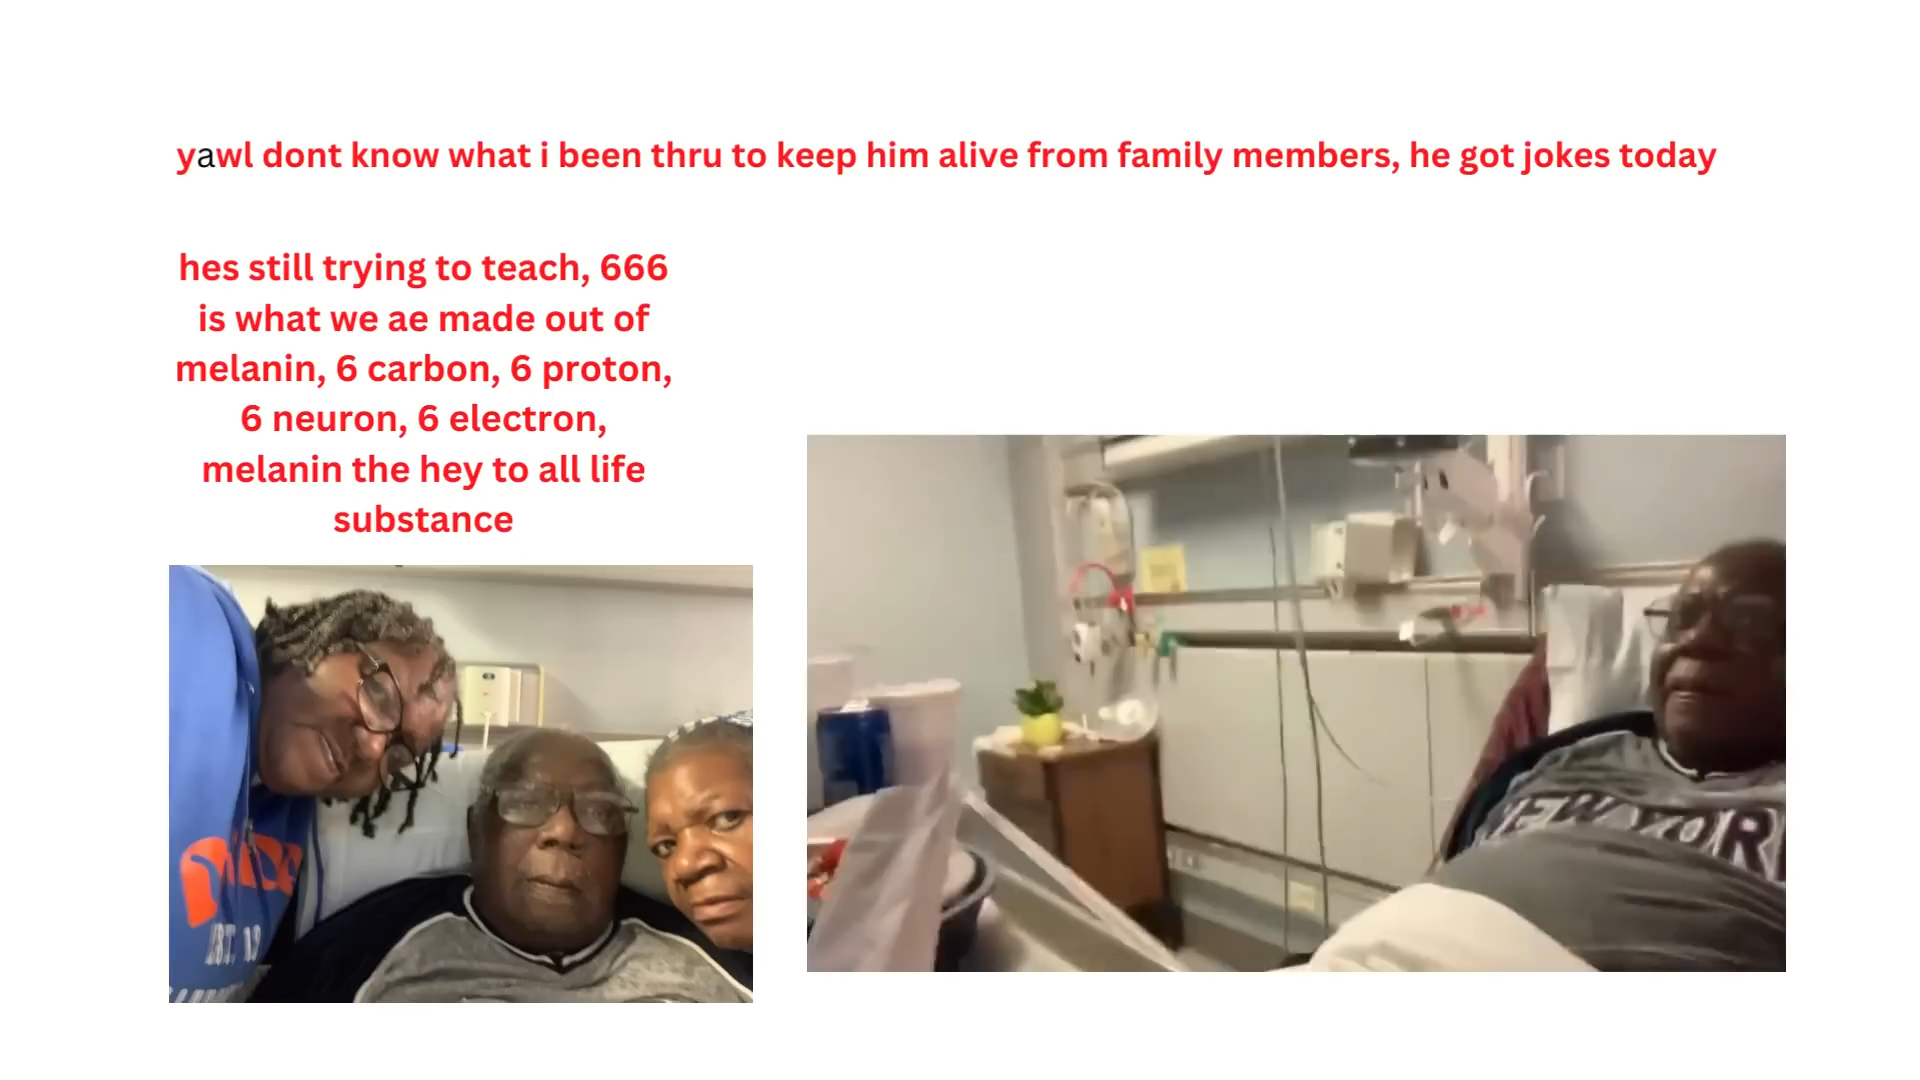 yawl dont know what i been thru to keep him alive from family members, he got jokes today
hes still trying to teach, 666
is what we ae made out of
melanin, 6 carbon, 6 proton,
6 neuron, 6 electron,
melanin the hey to all life
substance
NEW YOR